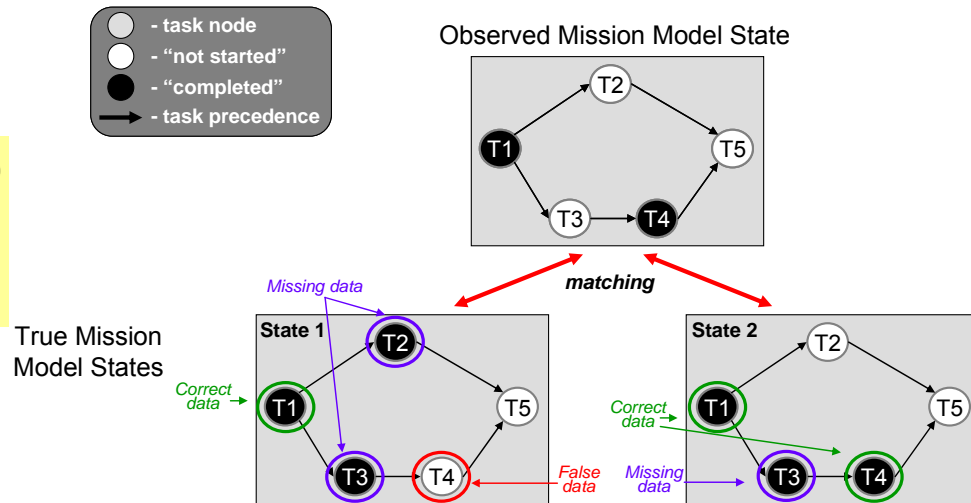 - task node
- “not started”
- “completed”
- task precedence
Observed Mission Model State
T2
T1
T5
T3
T4
matching
Missing data
True Mission
Model States
State 1
T2
Correct
data
T1
T5
T3
T4
False
data
State 2
T2
Correct
data
T1
T5
Missing
data
T3
T4